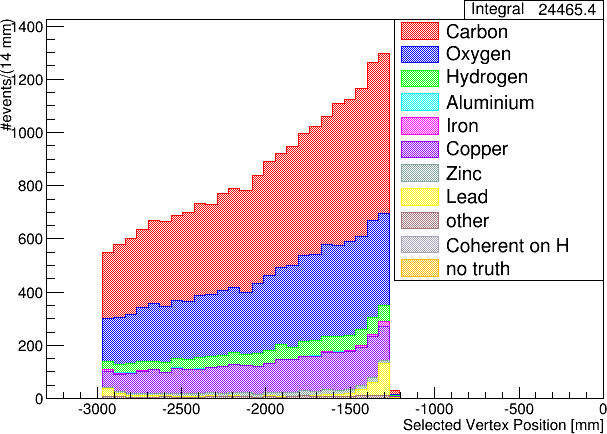 Integral 24465.4
#events/(14 mm)
1400
1200
1000
800
600
400
200
0
Carbon
Oxygen
Hydrogen
Aluminium
Iron
Copper
Zinc
Lead
other
Coherent on H
no truth
-3000 -2500 -2000 -1500 -1000 -500 0
Selected Vertex Position [mm]